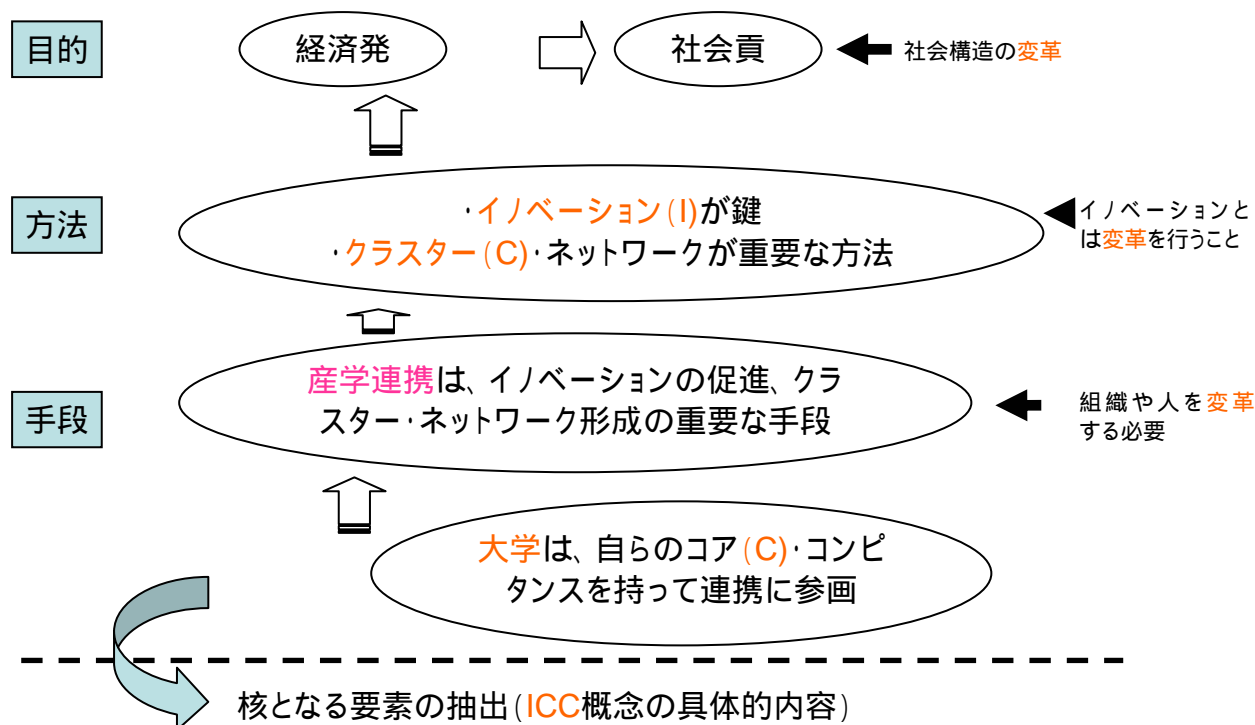 目的
経済発
社会貢
社会構造の変革
方法
・イノベーション(I)が鍵
・クラスター(C)・ネットワークが重要な方法
イノベーションと
は変革を行うこと
手段
産学連携は、イノベーションの促進、クラ
スター・ネットワーク形成の重要な手段
組織や人を変革
する必要
大学は、自らのコア(C)・コンピ
タンスを持って連携に参画
核となる要素の抽出(ICC概念の具体的内容)